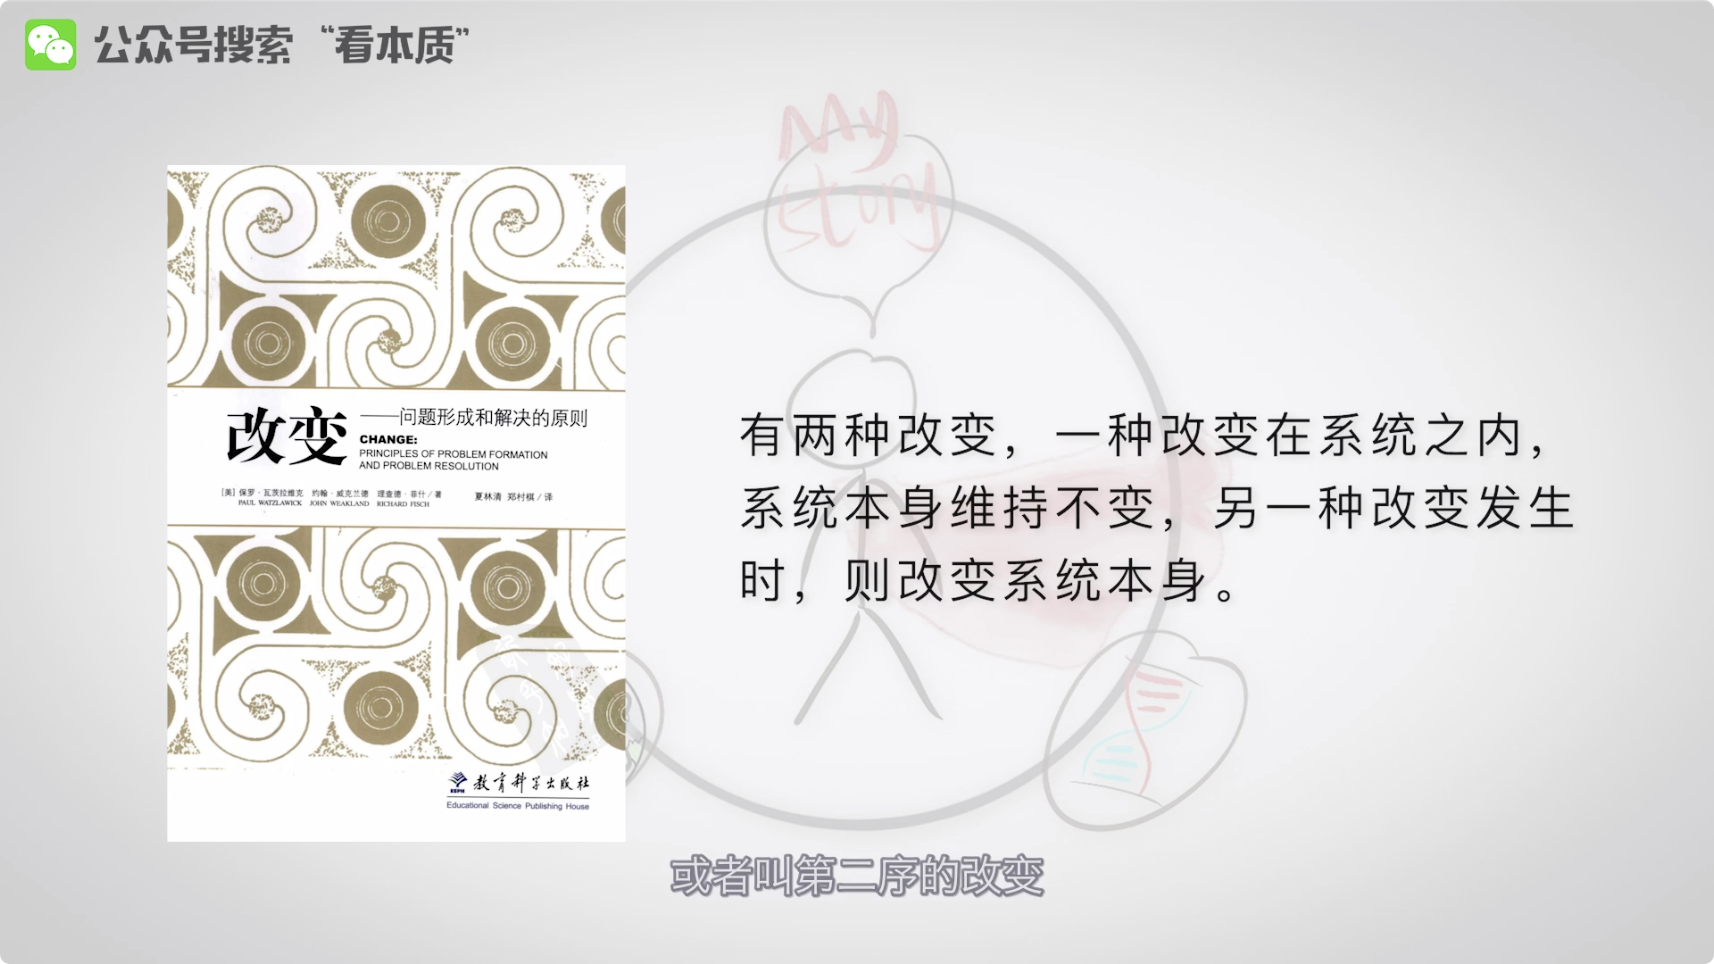 公众号搜索“看本质”
My
story
改变
——问题形成和解决的原则
CHANGE:
PRINCIPLES OF PROBLEM FORMATION
AND PROBLEM RESOLUTION
[美] 保罗·瓦茨拉维克 约翰·威克兰德 理查德·菲什／著 夏林清 郑村棋／译
PAUL WATZLAWICK JOHN WEAKLAND RICHARD FISCH
有两种改变，一种改变在系统之内，
系统本身维持不变，另一种改变发生
时，则改变系统本身。
教育科学出版社
ESPH
Educational Science Publishing House
或者叫第二序的改变